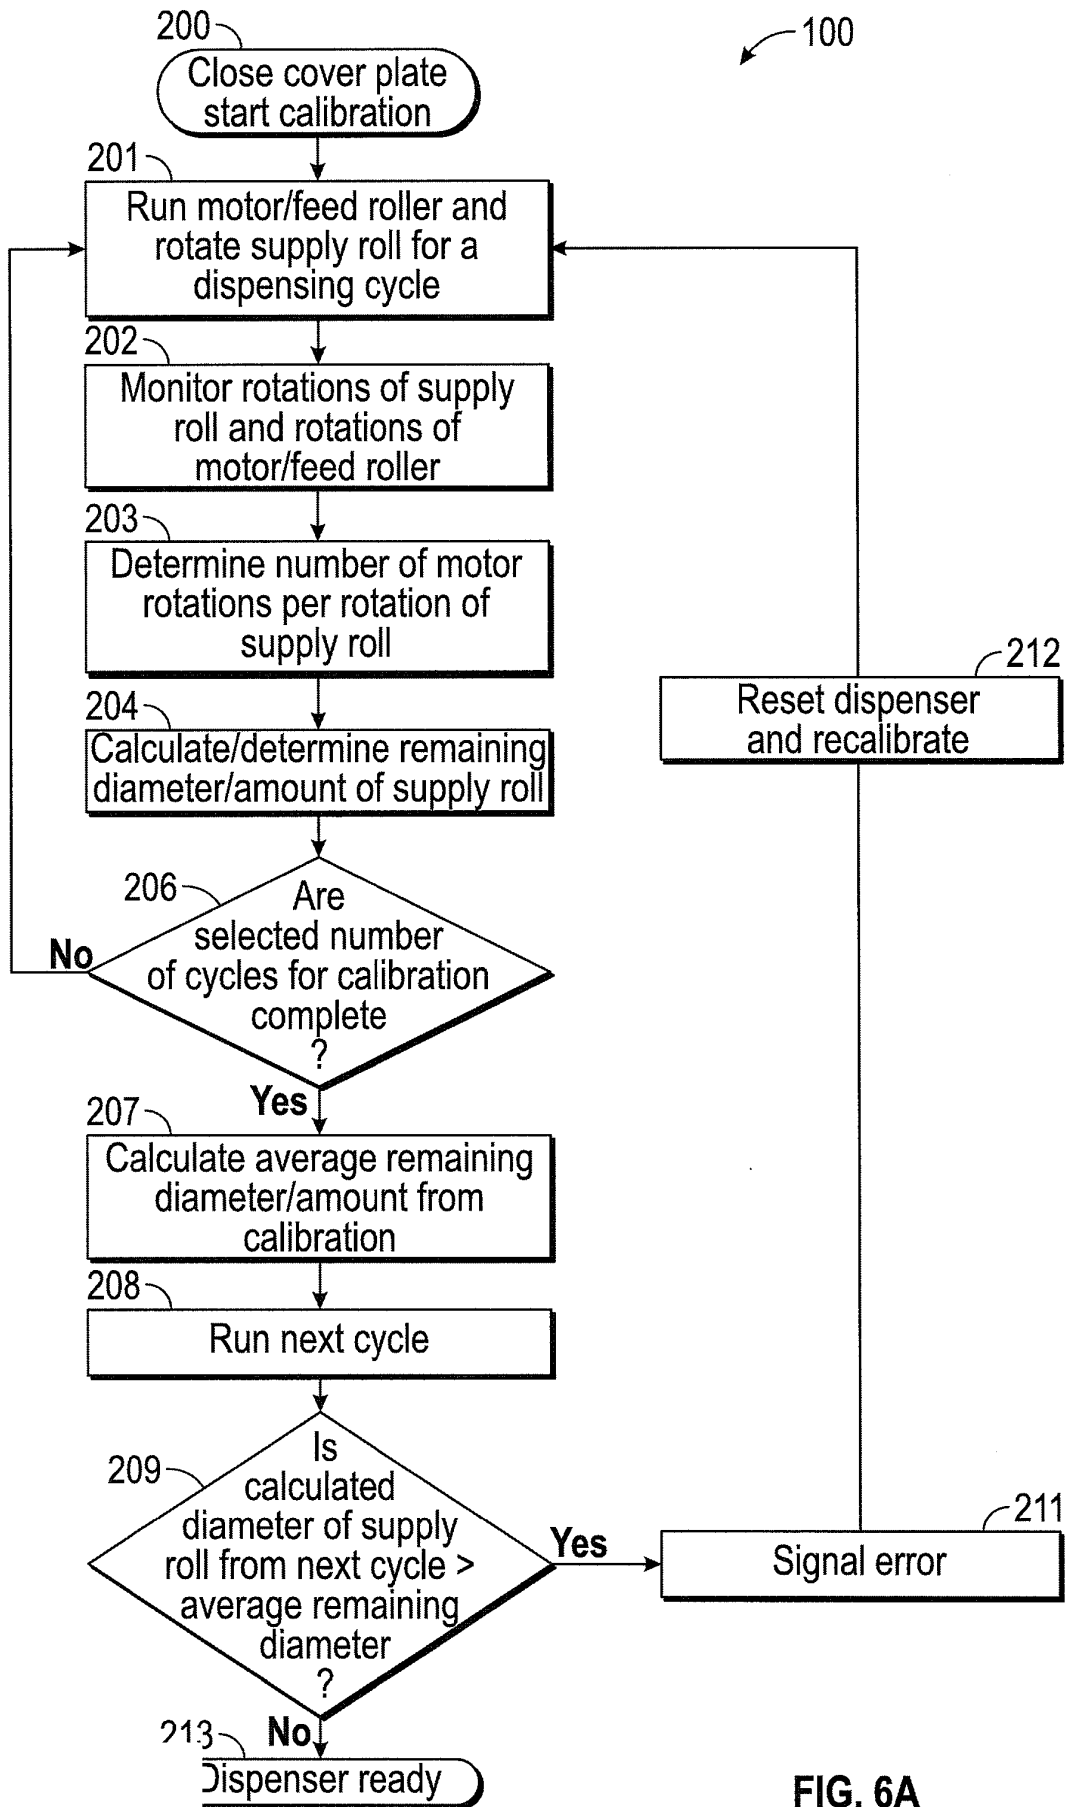 200
100
Close cover plate
start calibration
201
Run motor/feed roller and
rotate supply roll for a
dispensing cycle
202
Monitor rotations of supply
roll and rotations of
motor/feed roller
203
Determine number of motor
rotations per rotation of
supply roll
212
Reset dispenser
and recalibrate
204
Calculate/determine remaining
diameter/amount of supply roll
206
Are
selected number
of cycles for calibration
complete
?
No
Yes
207
Calculate average remaining
diameter/amount from
calibration
208
Run next cycle
209
Is
calculated
diameter of supply
roll from next cycle >
average remaining
diameter
?
Yes
211
Signal error
No
213
Dispenser ready
FIG. 6A